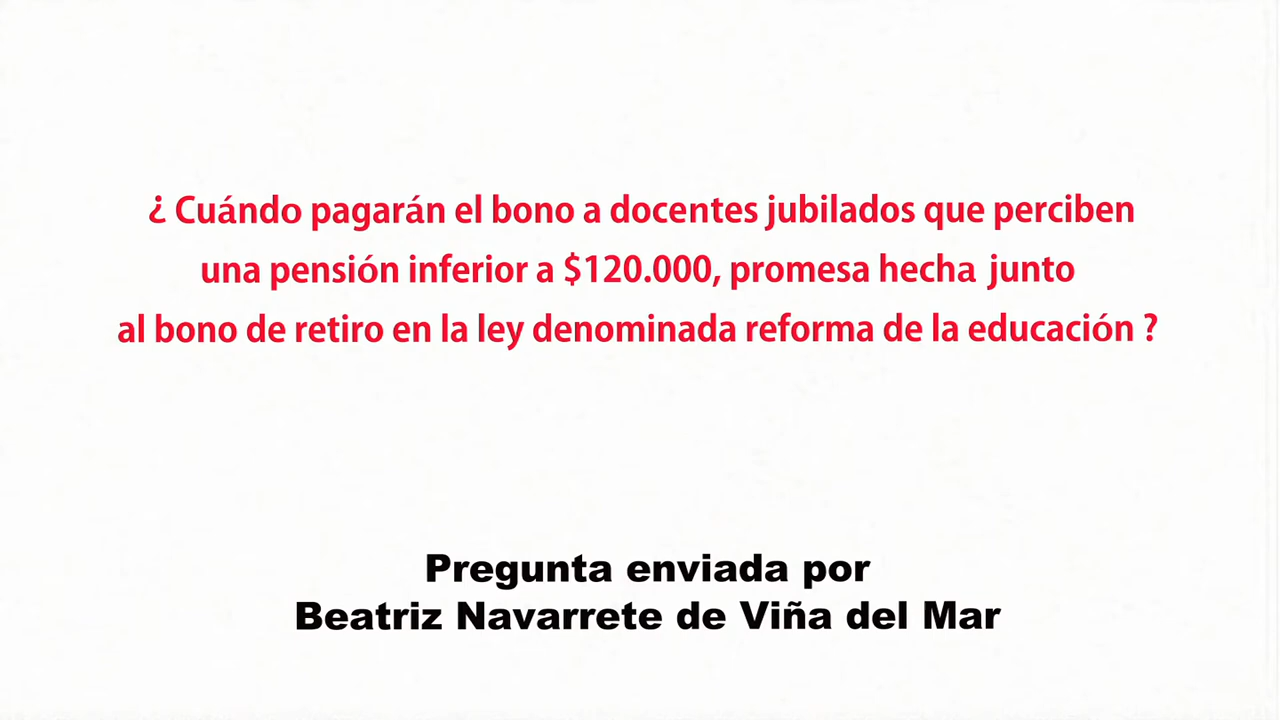 ¿ Cuándo pagarán el bono a docentes jubilados que perciben
una pensión inferior a $120.000, promesa hecha junto
al bono de retiro en la ley denominada reforma de la educación ?
Pregunta enviada por
Beatriz Navarrete de Viña del Mar